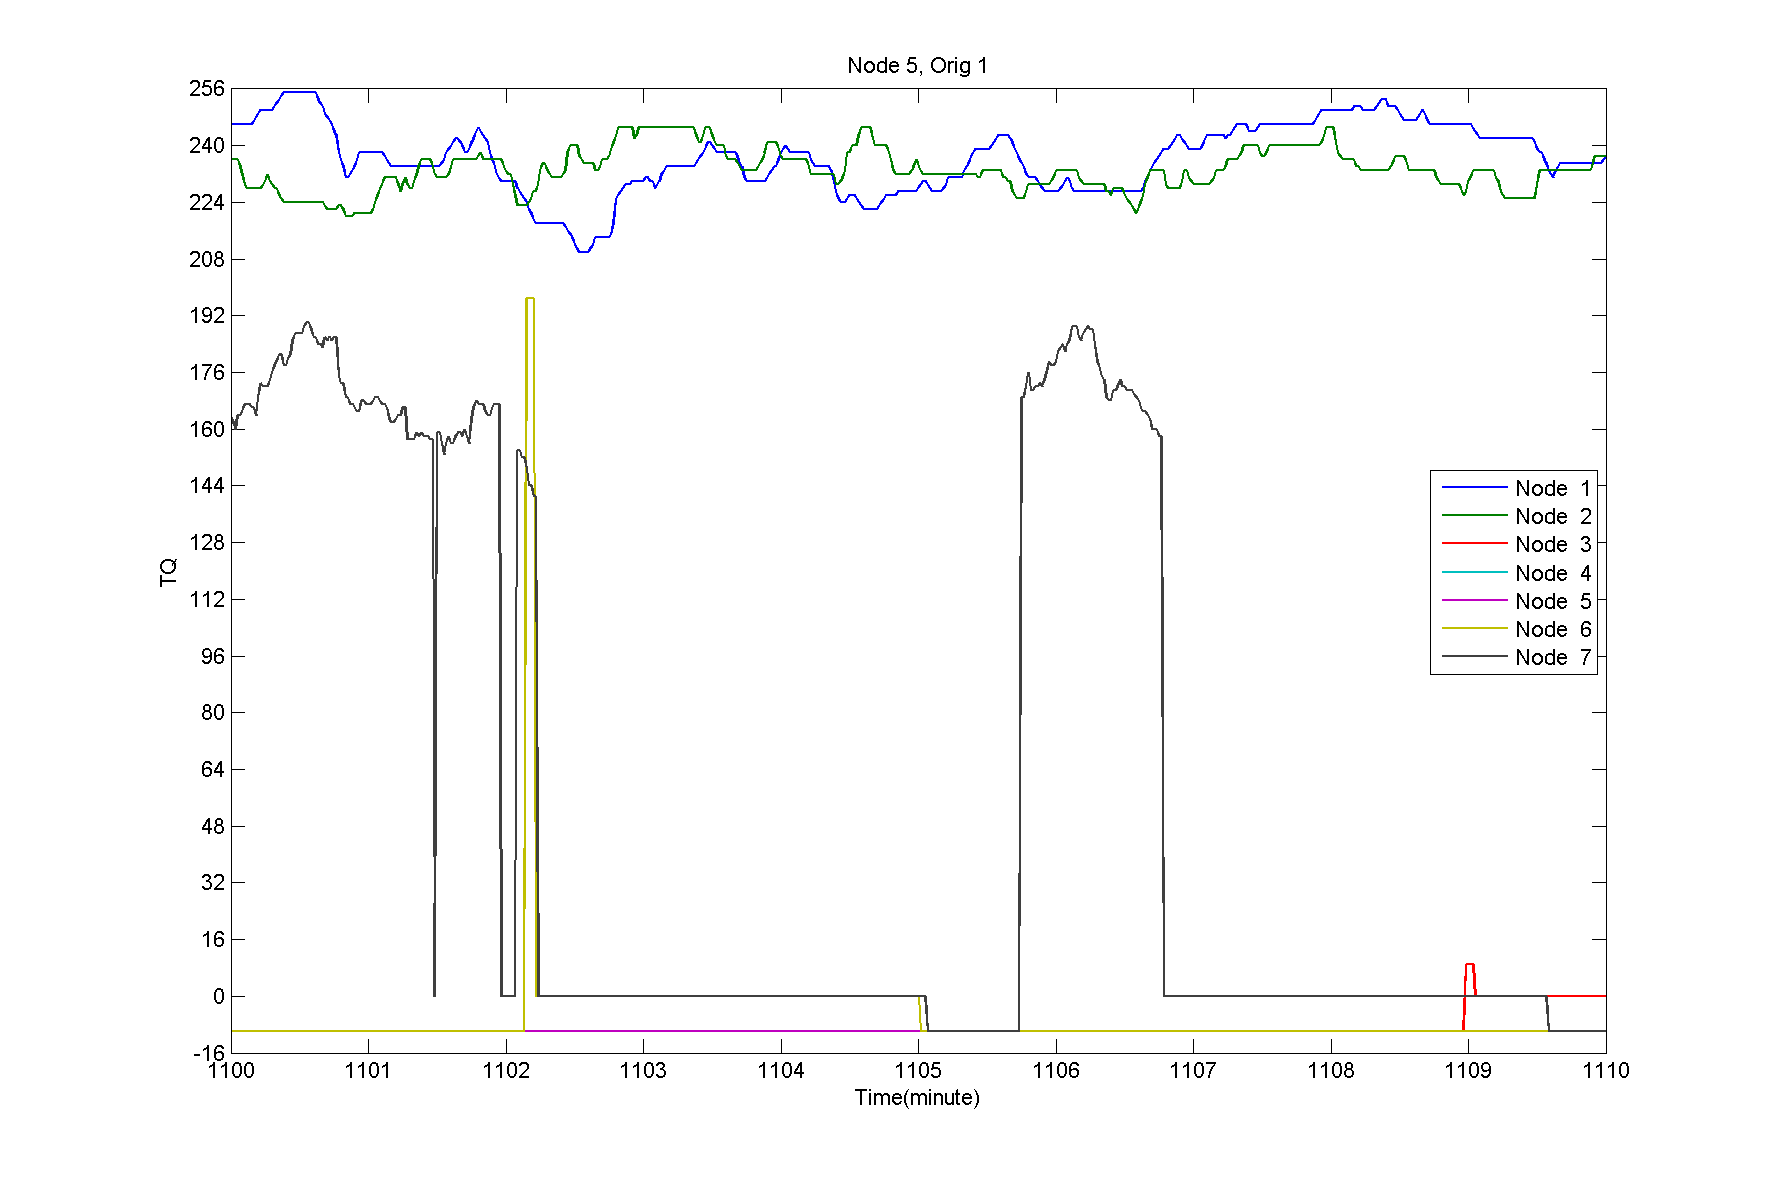 Node 5, Orig 1
256
240
224
208
192
176
160
144
128
112
96
80
64
48
32
16
0
-16
TQ
Node 1
Node 2
Node 3
Node 4
Node 5
Node 6
Node 7
1100 1101 1102 1103 1104 1105 1106 1107 1108 1109 1110
Time(minute)